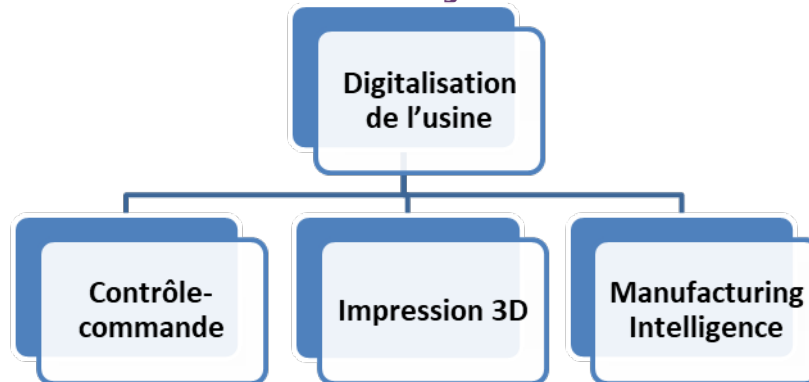 Digitalisation
de l'usine
Contrôle-
commande
Impression 3D
Manufacturing
Intelligence